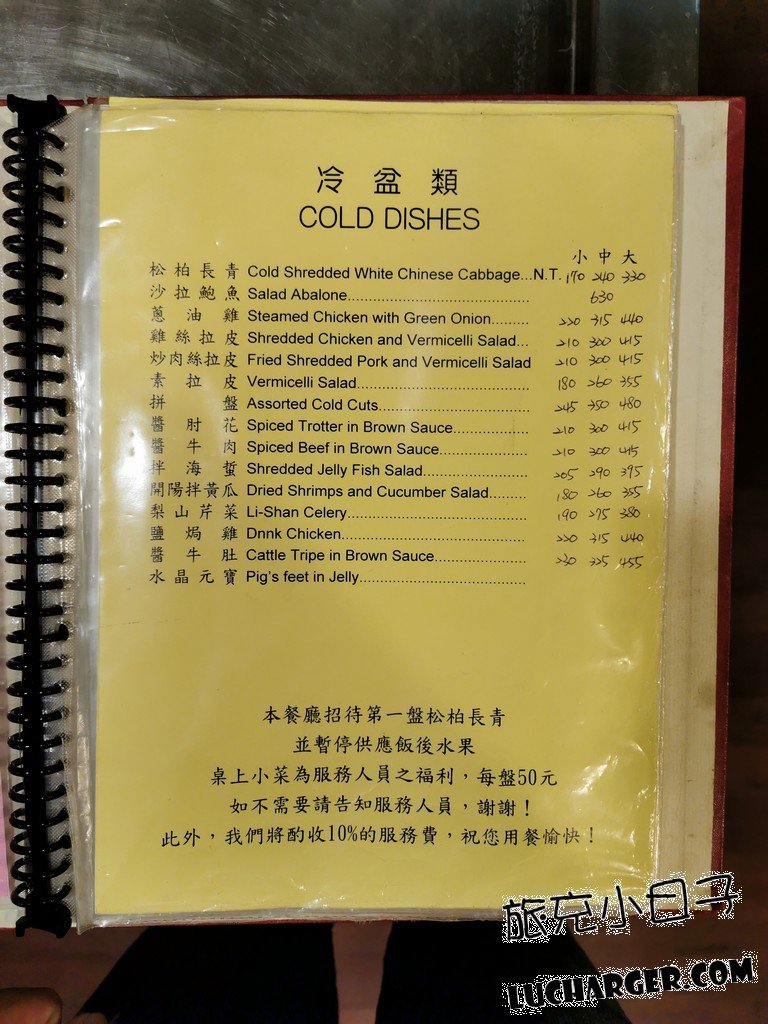 冷盆類
COLD DISHES
小 中 大
松柏長青 Cold Shredded White Chinese Cabbage...N.T. 170 240 330
沙拉鮑魚 Salad Abalone........................................... 630
蔥油雞 Steamed Chicken with Green Onion......... 220 315 440
雞絲拉皮 Shredded Chicken and Vermicelli Salad... 210 300 415
炒肉絲拉皮 Fried Shredded Pork and Vermicelli Salad 210 300 415
素拉皮 Vermicelli Salad......................................... 180 260 355
拼盤 Assorted Cold Cuts.................................... 245 350 480
醬肘花 Spiced Trotter in Brown Sauce.................. 210 300 415
醬牛肉 Spiced Beef in Brown Sauce..................... 210 300 415
拌海蜇 Shredded Jelly Fish Salad......................... 205 290 395
開陽拌黃瓜 Dried Shrimps and Cucumber Salad......... 180 260 355
梨山芹菜 Li-Shan Celery........................................... 190 275 380
鹽焗雞 Dnnk Chicken............................................ 220 315 440
醬牛肚 Cattle Tripe in Brown Sauce...................... 230 325 455
水晶元寶 Pig's feet in Jelly........................................
本餐廳招待第一盤松柏長青
並暫停供應飯後水果
桌上小菜為服務人員之福利，每盤50元
如不需要請告知服務人員，謝謝！
此外，我們將酌收10%的服務費，祝您用餐愉快！
旅充小日子
LUCHARGER.COM